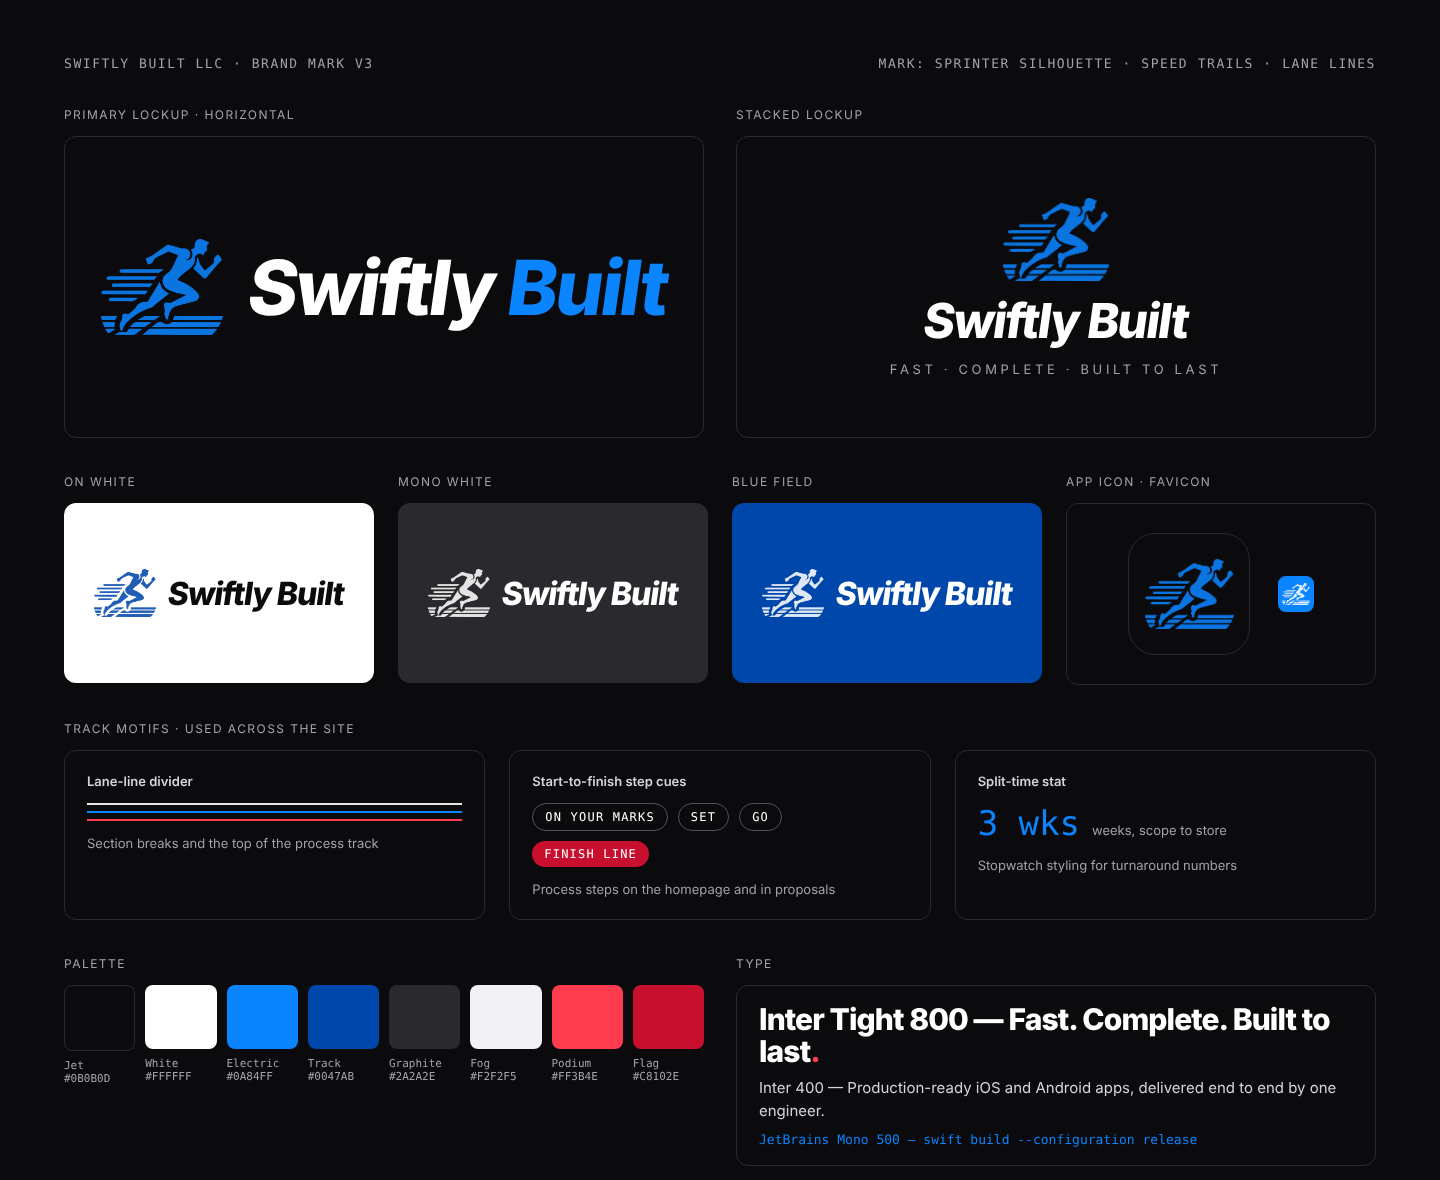 SWIFTLY BUILT LLC · BRAND MARK V3
MARK: SPRINTER SILHOUETTE · SPEED TRAILS · LANE LINES
PRIMARY LOCKUP · HORIZONTAL
Swiftly Built
STACKED LOCKUP
Swiftly Built
FAST · COMPLETE · BUILT TO LAST
ON WHITE
Swiftly Built
MONO WHITE
Swiftly Built
BLUE FIELD
Swiftly Built
APP ICON · FAVICON
TRACK MOTIFS · USED ACROSS THE SITE
Lane-line divider
Section breaks and the top of the process track
Start-to-finish step cues
ON YOUR MARKS
SET
GO
FINISH LINE
Process steps on the homepage and in proposals
Split-time stat
3 wks weeks, scope to store
Stopwatch styling for turnaround numbers
PALETTE
Jet
#0B0B0D
White
#FFFFFF
Electric
#0A84FF
Track
#0047AB
Graphite
#2A2A2E
Fog
#F2F2F5
Podium
#FF3B4E
Flag
#C8102E
TYPE
Inter Tight 800 — Fast. Complete. Built to
last.
Inter 400 — Production-ready iOS and Android apps, delivered end to end by one
engineer.
JetBrains Mono 500 — swift build --configuration release